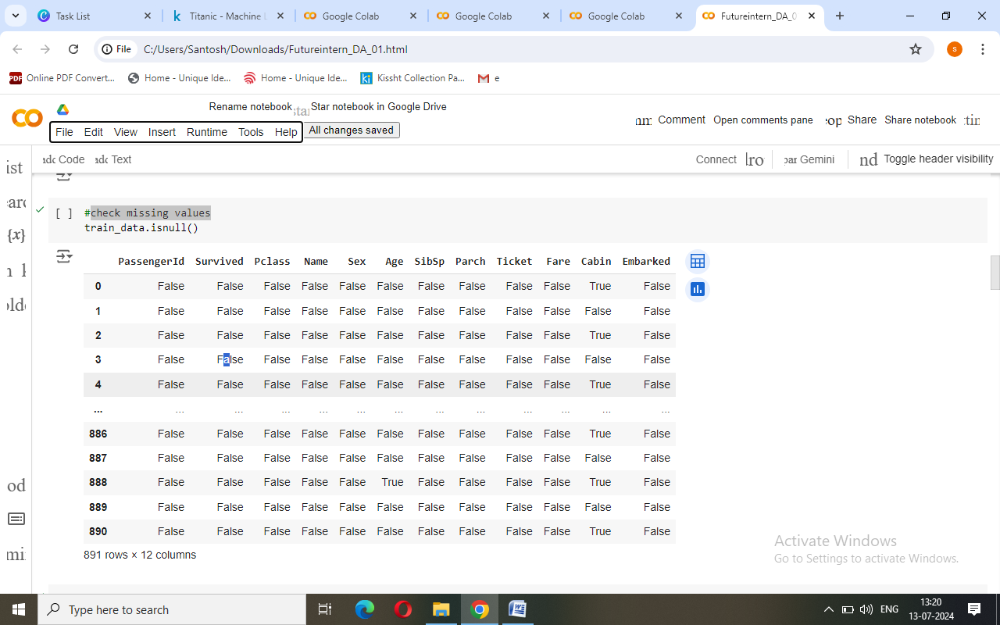 Task List
Titanic - Machine L
Google Colab
Google Colab
Google Colab
Futureintern_DA_0
File
C:/Users/Santosh/Downloads/Futureintern_DA_01.html
s
PDF Online PDF Convert...
Home - Unique Ide...
Home - Unique Ide...
ki Kissht Collection Pa...
e
Rename notebook
Star notebook in Google Drive
Comment Open comments pane Share Share notebook
File Edit View Insert Runtime Tools Help All changes saved
Code Text
Connect Gemini Toggle header visibility
{x}
[ ] #check missing values
train_data.isnull()
PassengerId Survived Pclass Name Sex Age SibSp Parch Ticket Fare Cabin Embarked
0 False False False False False False False False False False True False
1 False False False False False False False False False False False False
2 False False False False False False False False False False True False
3 False False False False False False False False False False False False
4 False False False False False False False False False False True False
... ... ... ... ... ... ... ... ... ... ... ... ...
886 False False False False False False False False False False True False
887 False False False False False False False False False False False False
888 False False False False False True False False False False True False
889 False False False False False False False False False False False False
890 False False False False False False False False False False True False
891 rows × 12 columns
Activate Windows
Go to Settings to activate Windows.
Type here to search
ENG
13:20
13-07-2024